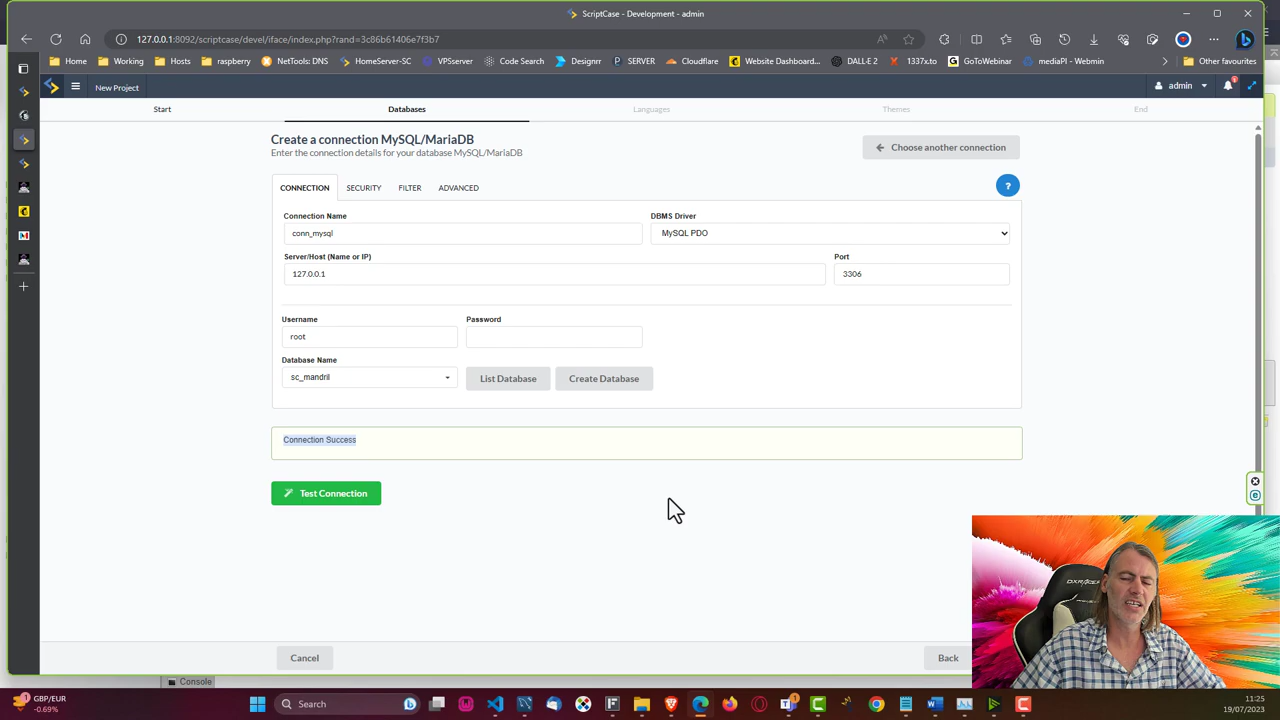 ScriptCase - Development - admin
127.0.0.1:8092/scriptcase/devel/iface/index.php?rand=3c86b61406e7f3b7
Home Working Hosts raspberry NetTools: DNS HomeServer-SC VPServer Code Search Designrr SERVER Cloudflare Website Dashboard... DALL·E 2 1337x.to GoToWebinar mediaPI - Webmin Other favourites
New Project admin 1
Start Databases Languages Themes End
Create a connection MySQL/MariaDB
Enter the connection details for your database MySQL/MariaDB
Choose another connection
CONNECTION SECURITY FILTER ADVANCED ?
Connection Name DBMS Driver
conn_mysql MySQL PDO
Server/Host (Name or IP) Port
127.0.0.1 3306
Username Password
root
Database Name
sc_mandril List Database Create Database
Connection Success
Test Connection
DXRACER
Cancel Back
Console
GBP/EUR
-0.69%
Search
11:25
19/07/2023